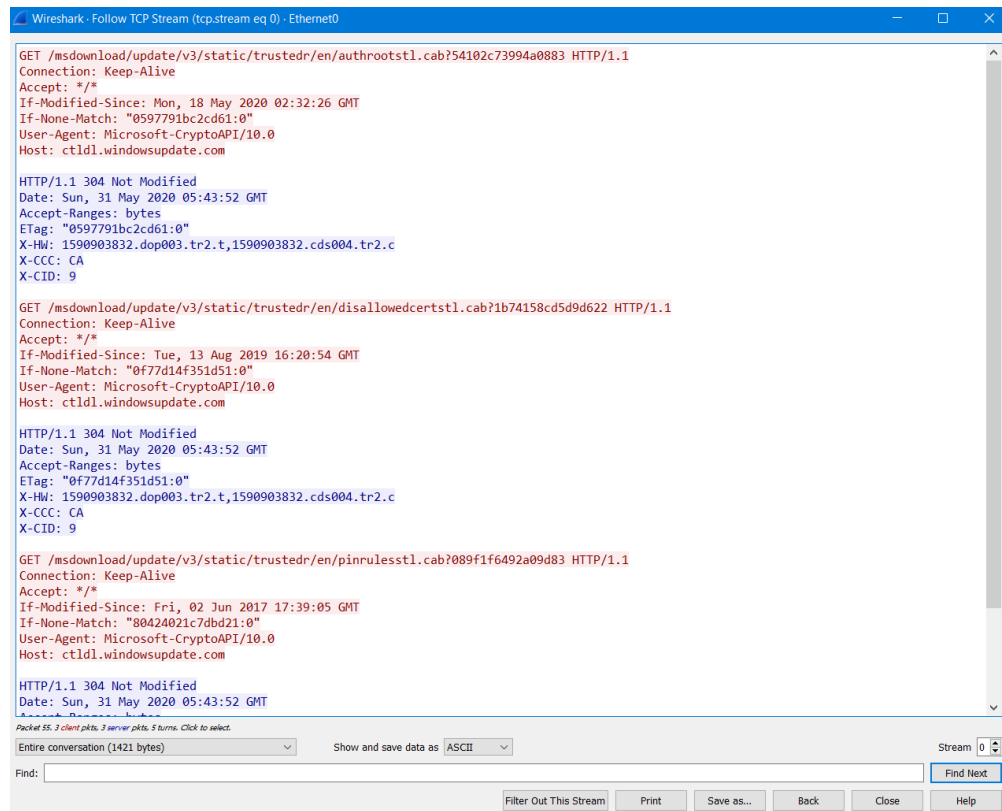 Wireshark · Follow TCP Stream (tcp.stream eq 0) · Ethernet0
GET /msdownload/update/v3/static/trustedr/en/authrootstl.cab?54102c73994a0883 HTTP/1.1
Connection: Keep-Alive
Accept: */*
If-Modified-Since: Mon, 18 May 2020 02:32:26 GMT
If-None-Match: "0597791bc2cd61:0"
User-Agent: Microsoft-CryptoAPI/10.0
Host: ctldl.windowsupdate.com
HTTP/1.1 304 Not Modified
Date: Sun, 31 May 2020 05:43:52 GMT
Accept-Ranges: bytes
ETag: "0597791bc2cd61:0"
X-HW: 1590903832.dop003.tr2.t,1590903832.cds004.tr2.c
X-CCC: CA
X-CID: 9
GET /msdownload/update/v3/static/trustedr/en/disallowedcertstl.cab?1b74158cd5d9d622 HTTP/1.1
Connection: Keep-Alive
Accept: */*
If-Modified-Since: Tue, 13 Aug 2019 16:20:54 GMT
If-None-Match: "0f77d14f351d51:0"
User-Agent: Microsoft-CryptoAPI/10.0
Host: ctldl.windowsupdate.com
HTTP/1.1 304 Not Modified
Date: Sun, 31 May 2020 05:43:52 GMT
Accept-Ranges: bytes
ETag: "0f77d14f351d51:0"
X-HW: 1590903832.dop003.tr2.t,1590903832.cds004.tr2.c
X-CCC: CA
X-CID: 9
GET /msdownload/update/v3/static/trustedr/en/pinrulesstl.cab?089f1f6492a09d83 HTTP/1.1
Connection: Keep-Alive
Accept: */*
If-Modified-Since: Fri, 02 Jun 2017 17:39:05 GMT
If-None-Match: "80424021c7dbd21:0"
User-Agent: Microsoft-CryptoAPI/10.0
Host: ctldl.windowsupdate.com
HTTP/1.1 304 Not Modified
Date: Sun, 31 May 2020 05:43:52 GMT
Packet 55. 3 client pkts, 3 server pkts, 5 turns. Click to select.
Entire conversation (1421 bytes) Show and save data as ASCII Stream 0
Find: Find Next
Filter Out This Stream Print Save as... Back Close Help